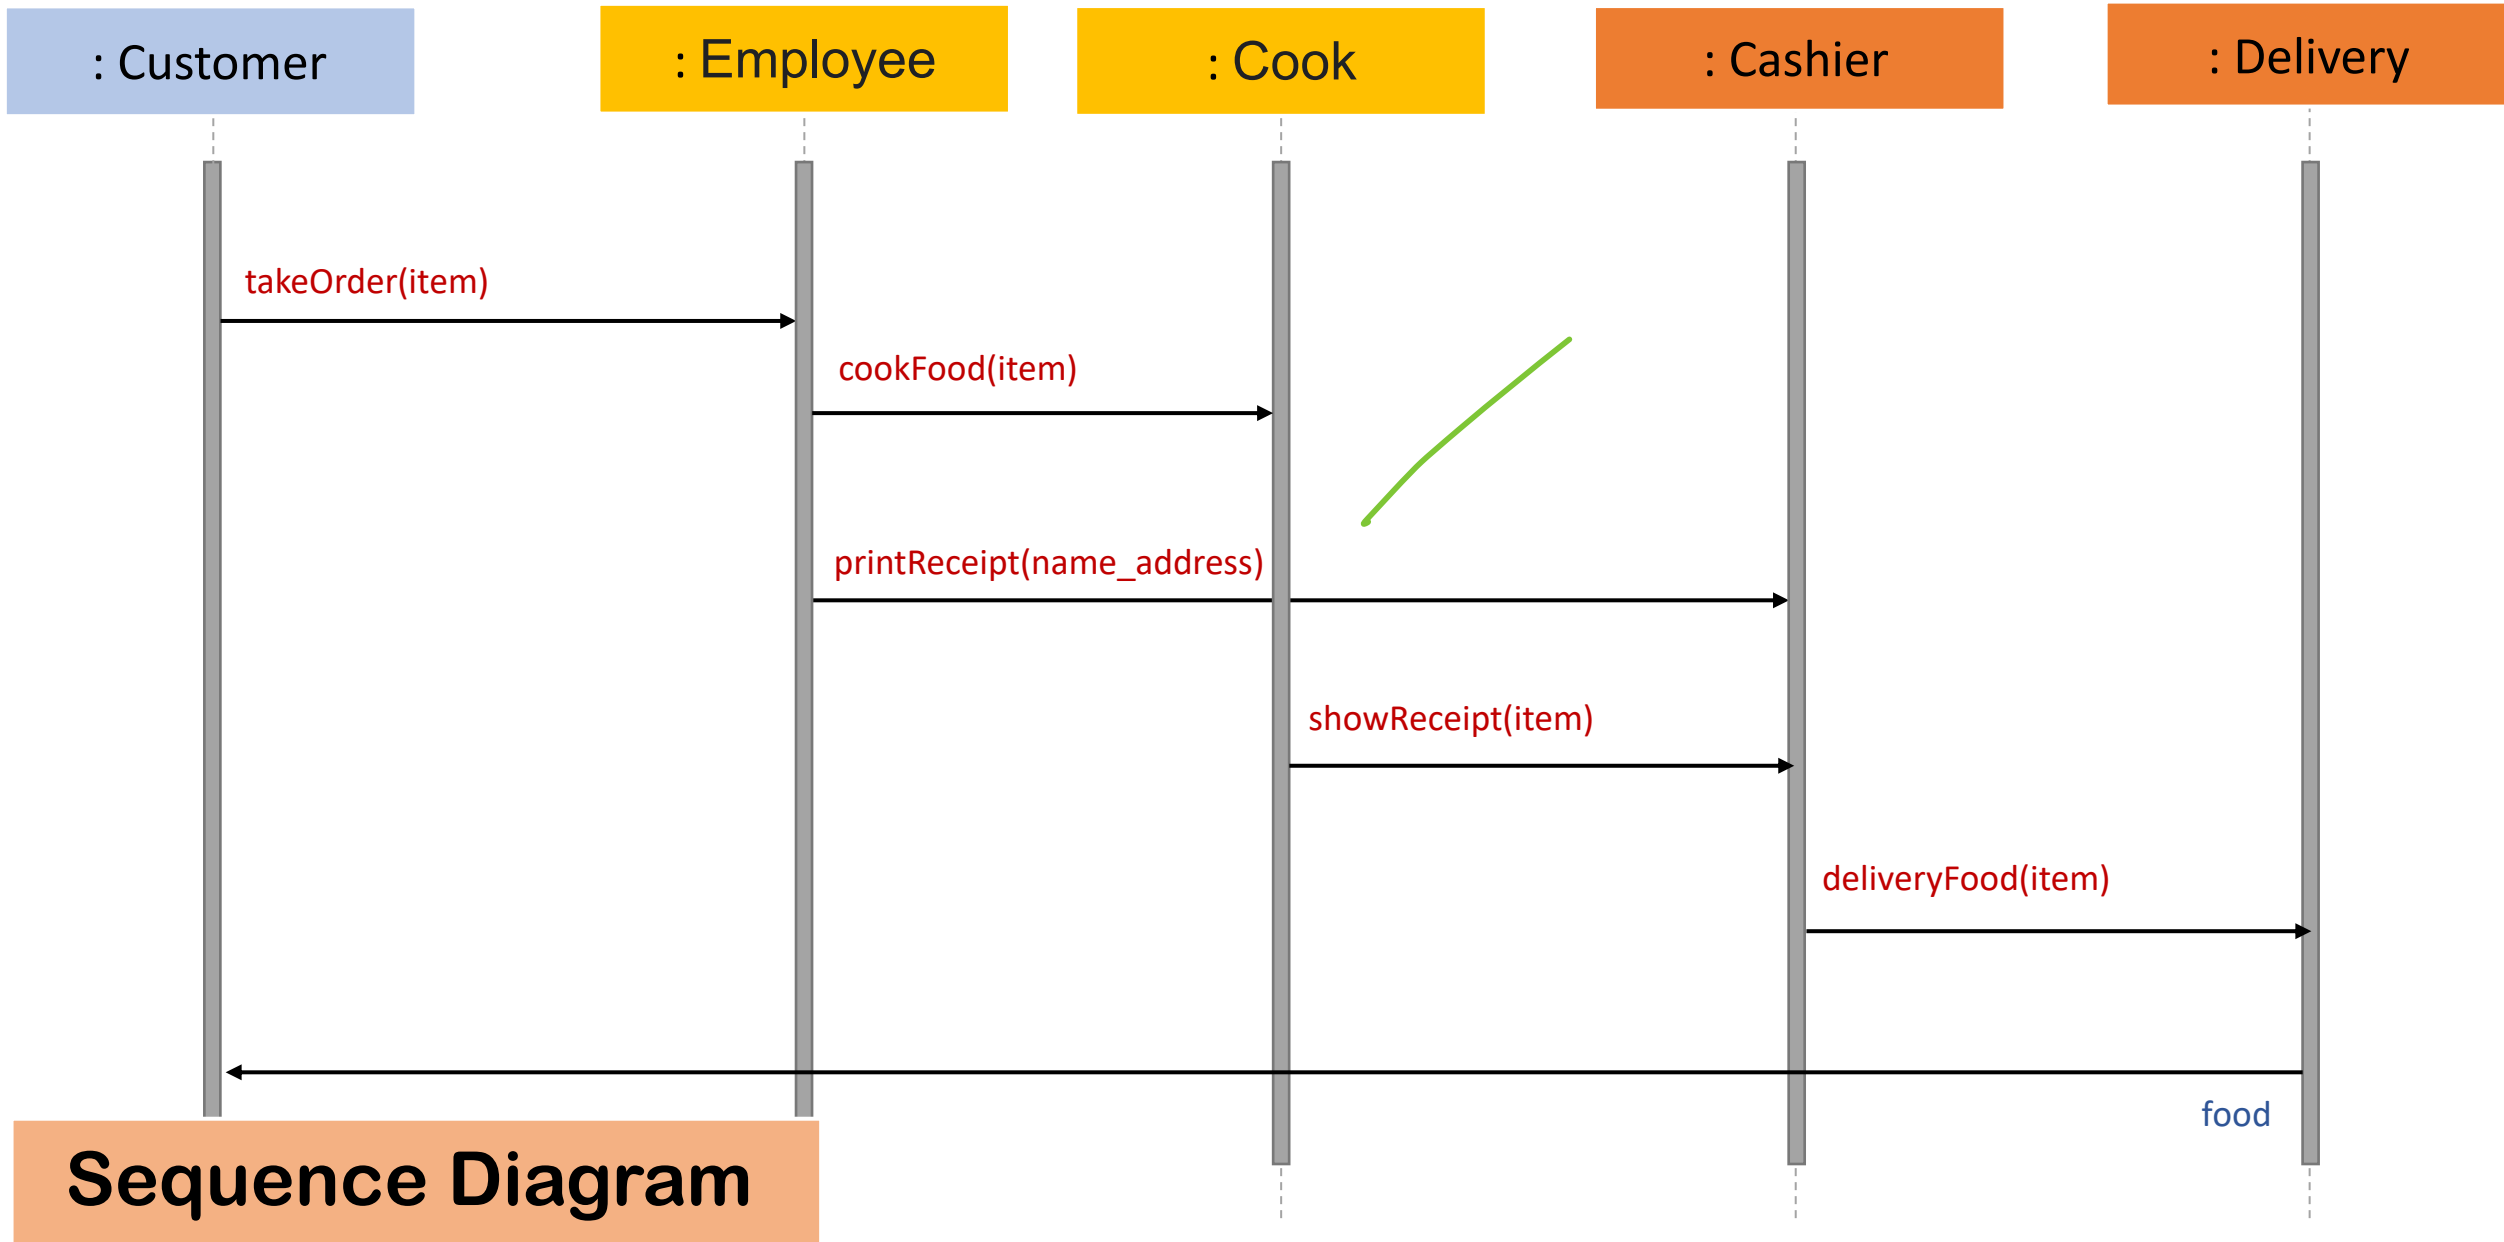 : Customer
: Employee
: Cook
: Cashier
: Delivery
takeOrder(item)
cookFood(item)
printReceipt(name_address)
showReceipt(item)
deliveryFood(item)
food
Sequence Diagram